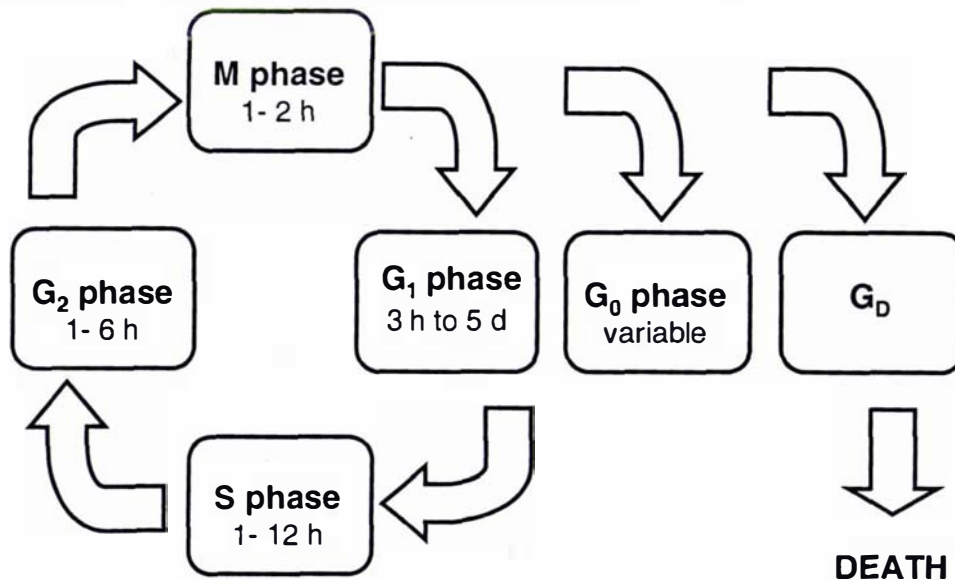 M phase
1- 2 h
G₂ phase
1- 6 h
G₁ phase
3 h to 5 d
G₀ phase
variable
G_D
S phase
1- 12 h
DEATH